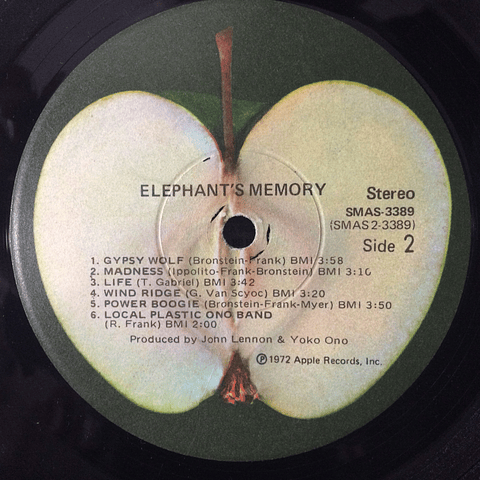 ELEPHANT'S MEMORY
Stereo
SMAS-3389
(SMAS 2-3389)
Side 2
1. GYPSY WOLF (Bronstein-Frank) BMI 3:58
2. MADNESS (Ippolito-Frank-Bronstein) BMI 3:10
3. LIFE (T. Gabriel) BMI 3:42
4. WIND RIDGE (G. Van Scyoc) BMI 3:20
5. POWER BOOGIE (Bronstein-Frank-Myer) BMI 3:50
6. LOCAL PLASTIC ONO BAND
(R. Frank) BMI 2:00
Produced by John Lennon & Yoko Ono
℗ 1972 Apple Records, Inc.